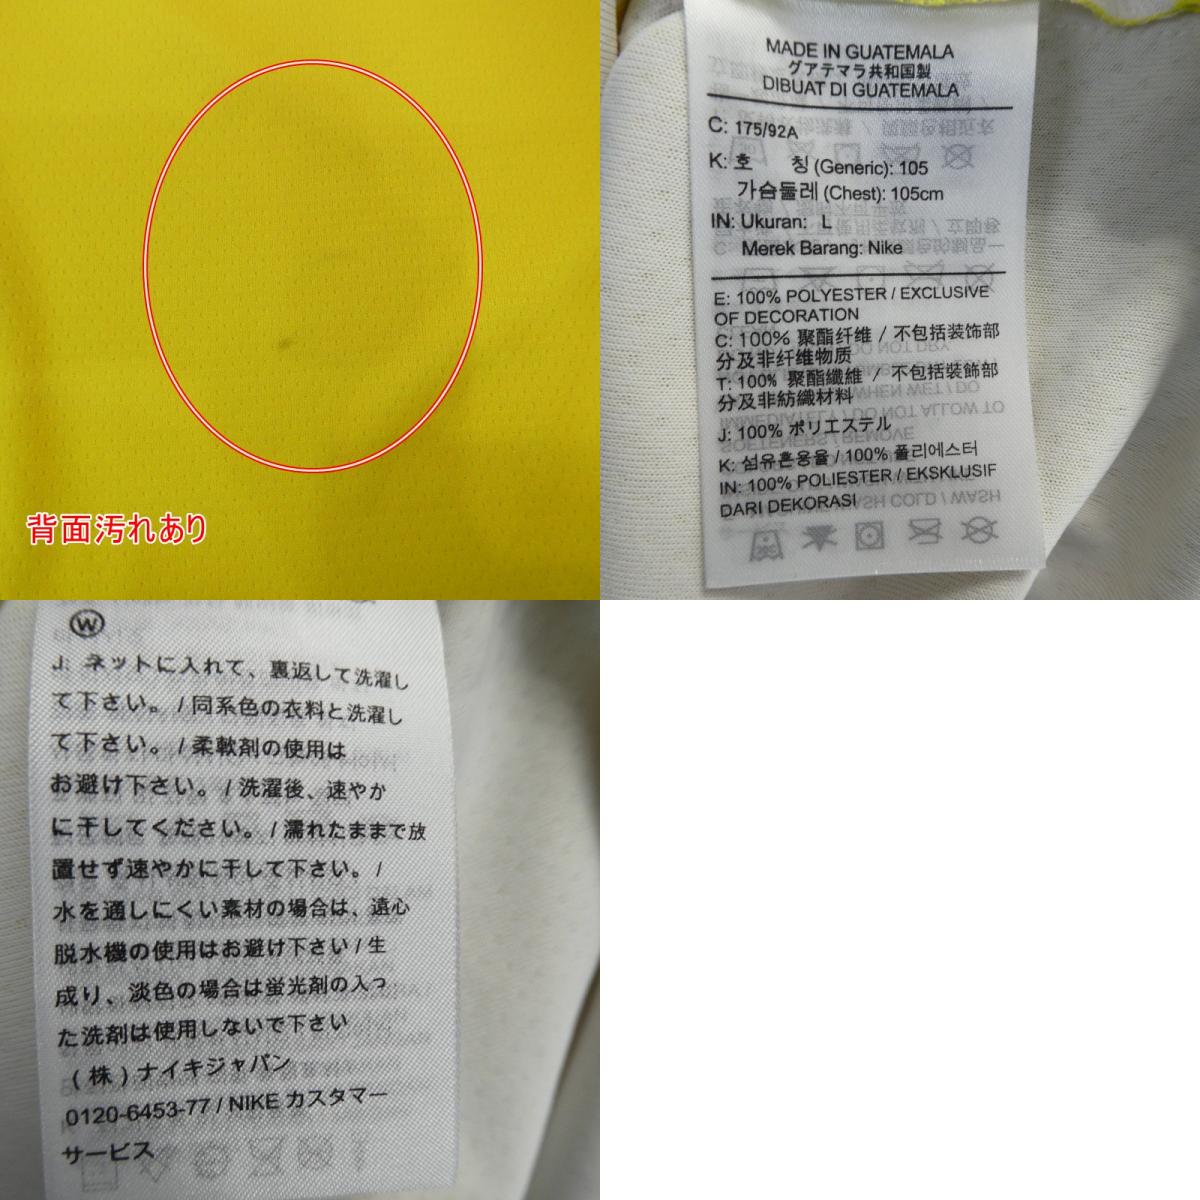 背面汚れあり
MADE IN GUATEMALA
グアテマラ共和国製
DIBUAT DI GUATEMALA
C: 175/92A
K: 호 칭 (Generic): 105
가슴둘레 (Chest): 105cm
IN: Ukuran: L
Merek Barang: Nike
E: 100% POLYESTER / EXCLUSIVE
OF DECORATION
C: 100% 聚酯纤维 / 不包括装饰部
分及非纤维物质
T: 100% 聚酯纖維 / 不包括裝飾部
分及非紡織材料
J: 100% ポリエステル
K: 섬유혼용율 / 100% 폴리에스터
IN: 100% POLIESTER / EKSKLUSIF
DARI DEKORASI
W
J: ネットに入れて、裏返して洗濯し
て下さい。/ 同系色の衣料と洗濯し
て下さい。/ 柔軟剤の使用は
お避け下さい。/ 洗濯後、速やか
に干してください。/ 濡れたままで放
置せず速やかに干して下さい。/
水を通しにくい素材の場合は、遠心
脱水機の使用はお避け下さい / 生
成り、淡色の場合は蛍光剤の入っ
た洗剤は使用しないで下さい
(株) ナイキジャパン
0120-6453-77 / NIKE カスタマー
サービス